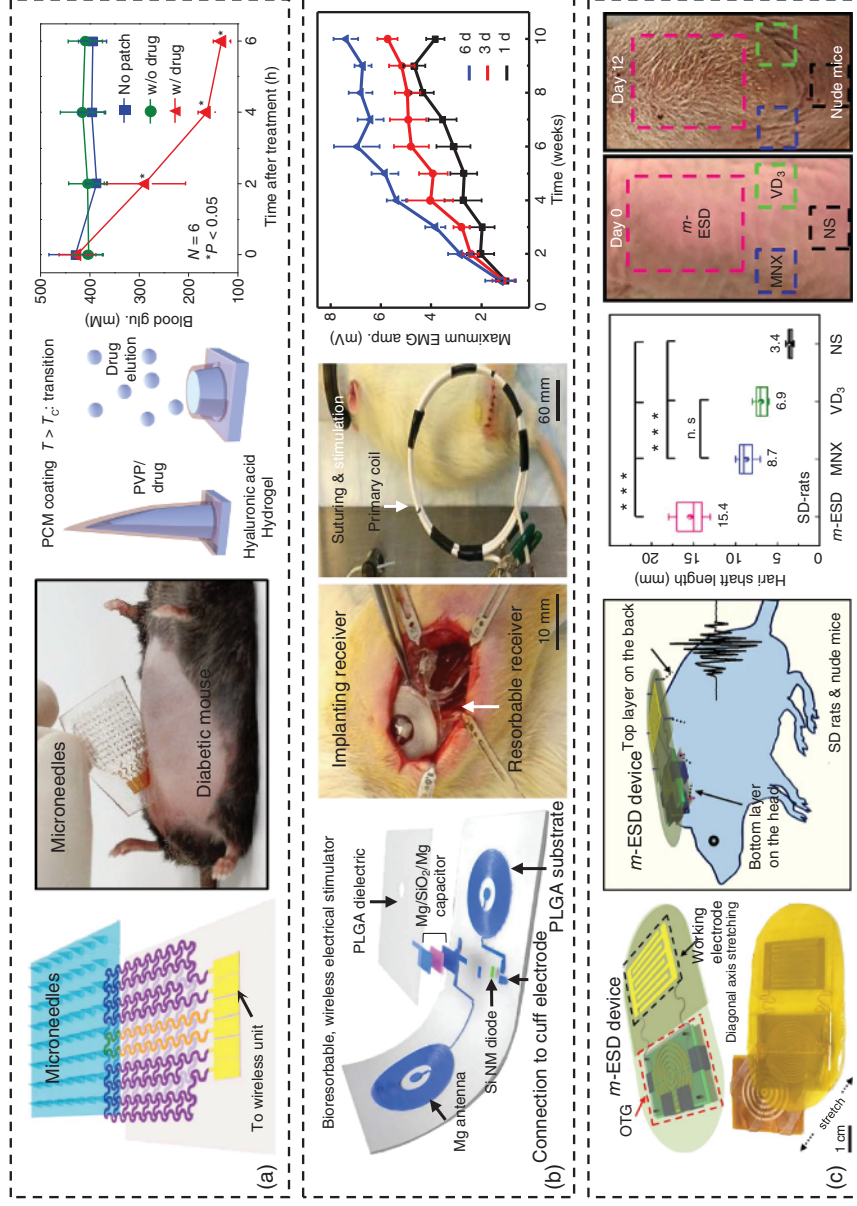 (a)
Microneedles
To wireless unit
Microneedles
Diabetic mouse
PCM coating T > Tc: transition
PVP/
drug
Drug
elution
Hyaluronic acid
Hydrogel
Blood glu. (mM)
500
400
300
200
100
No patch
w/o drug
w/ drug
N = 6
*P < 0.05
*
*
*
0
2
4
6
Time after treatment (h)
(b)
Bioresorbable, wireless electrical stimulator
PLGA dielectric
Mg/SiO2/Mg
capacitor
Mg antenna
Si NM diode
PLGA substrate
Connection to cuff electrode
Implanting receiver
Resorbable receiver
10 mm
Suturing & stimulation
Primary coil
60 mm
Maximum EMG amp. (mV)
8
6
4
2
6 d
3 d
1 d
0
2
4
6
8
10
Time (weeks)
(c)
m-ESD device
OTG
Working
electrode
Diagonal axis stretching
stretch
1 cm
m-ESD device
Top layer on the back
Bottom layer
on the head
SD rats & nude mice
Hari shaft length (mm)
20
15
10
5
0
* * *
* * *
n. s
15.4
8.7
6.9
3.4
SD-rats
m-ESD
MNX
VD3
NS
Day 0
m-
ESD
MNX
VD3
NS
Day 12
Nude mice